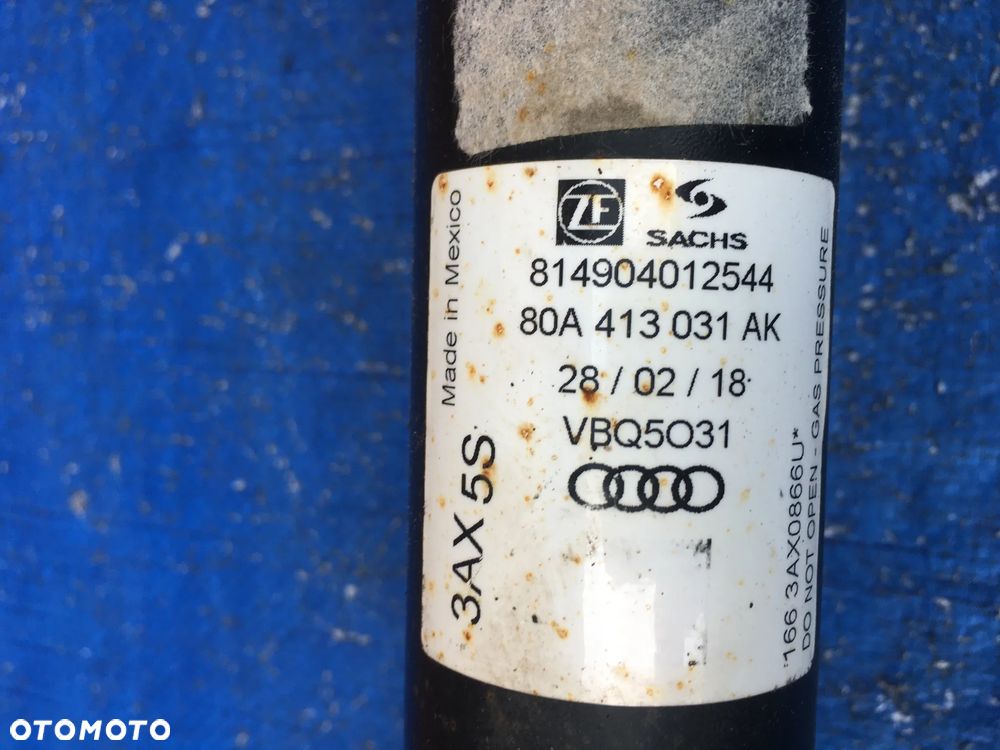 ZF
SACHS
814904012544
80A 413 031 AK
28 / 02 / 18
VBQ5O31
Made in Mexico
3AX 5S
*166 3AX0866U*
DO NOT OPEN - GAS PRESSURE
OTOMOTO